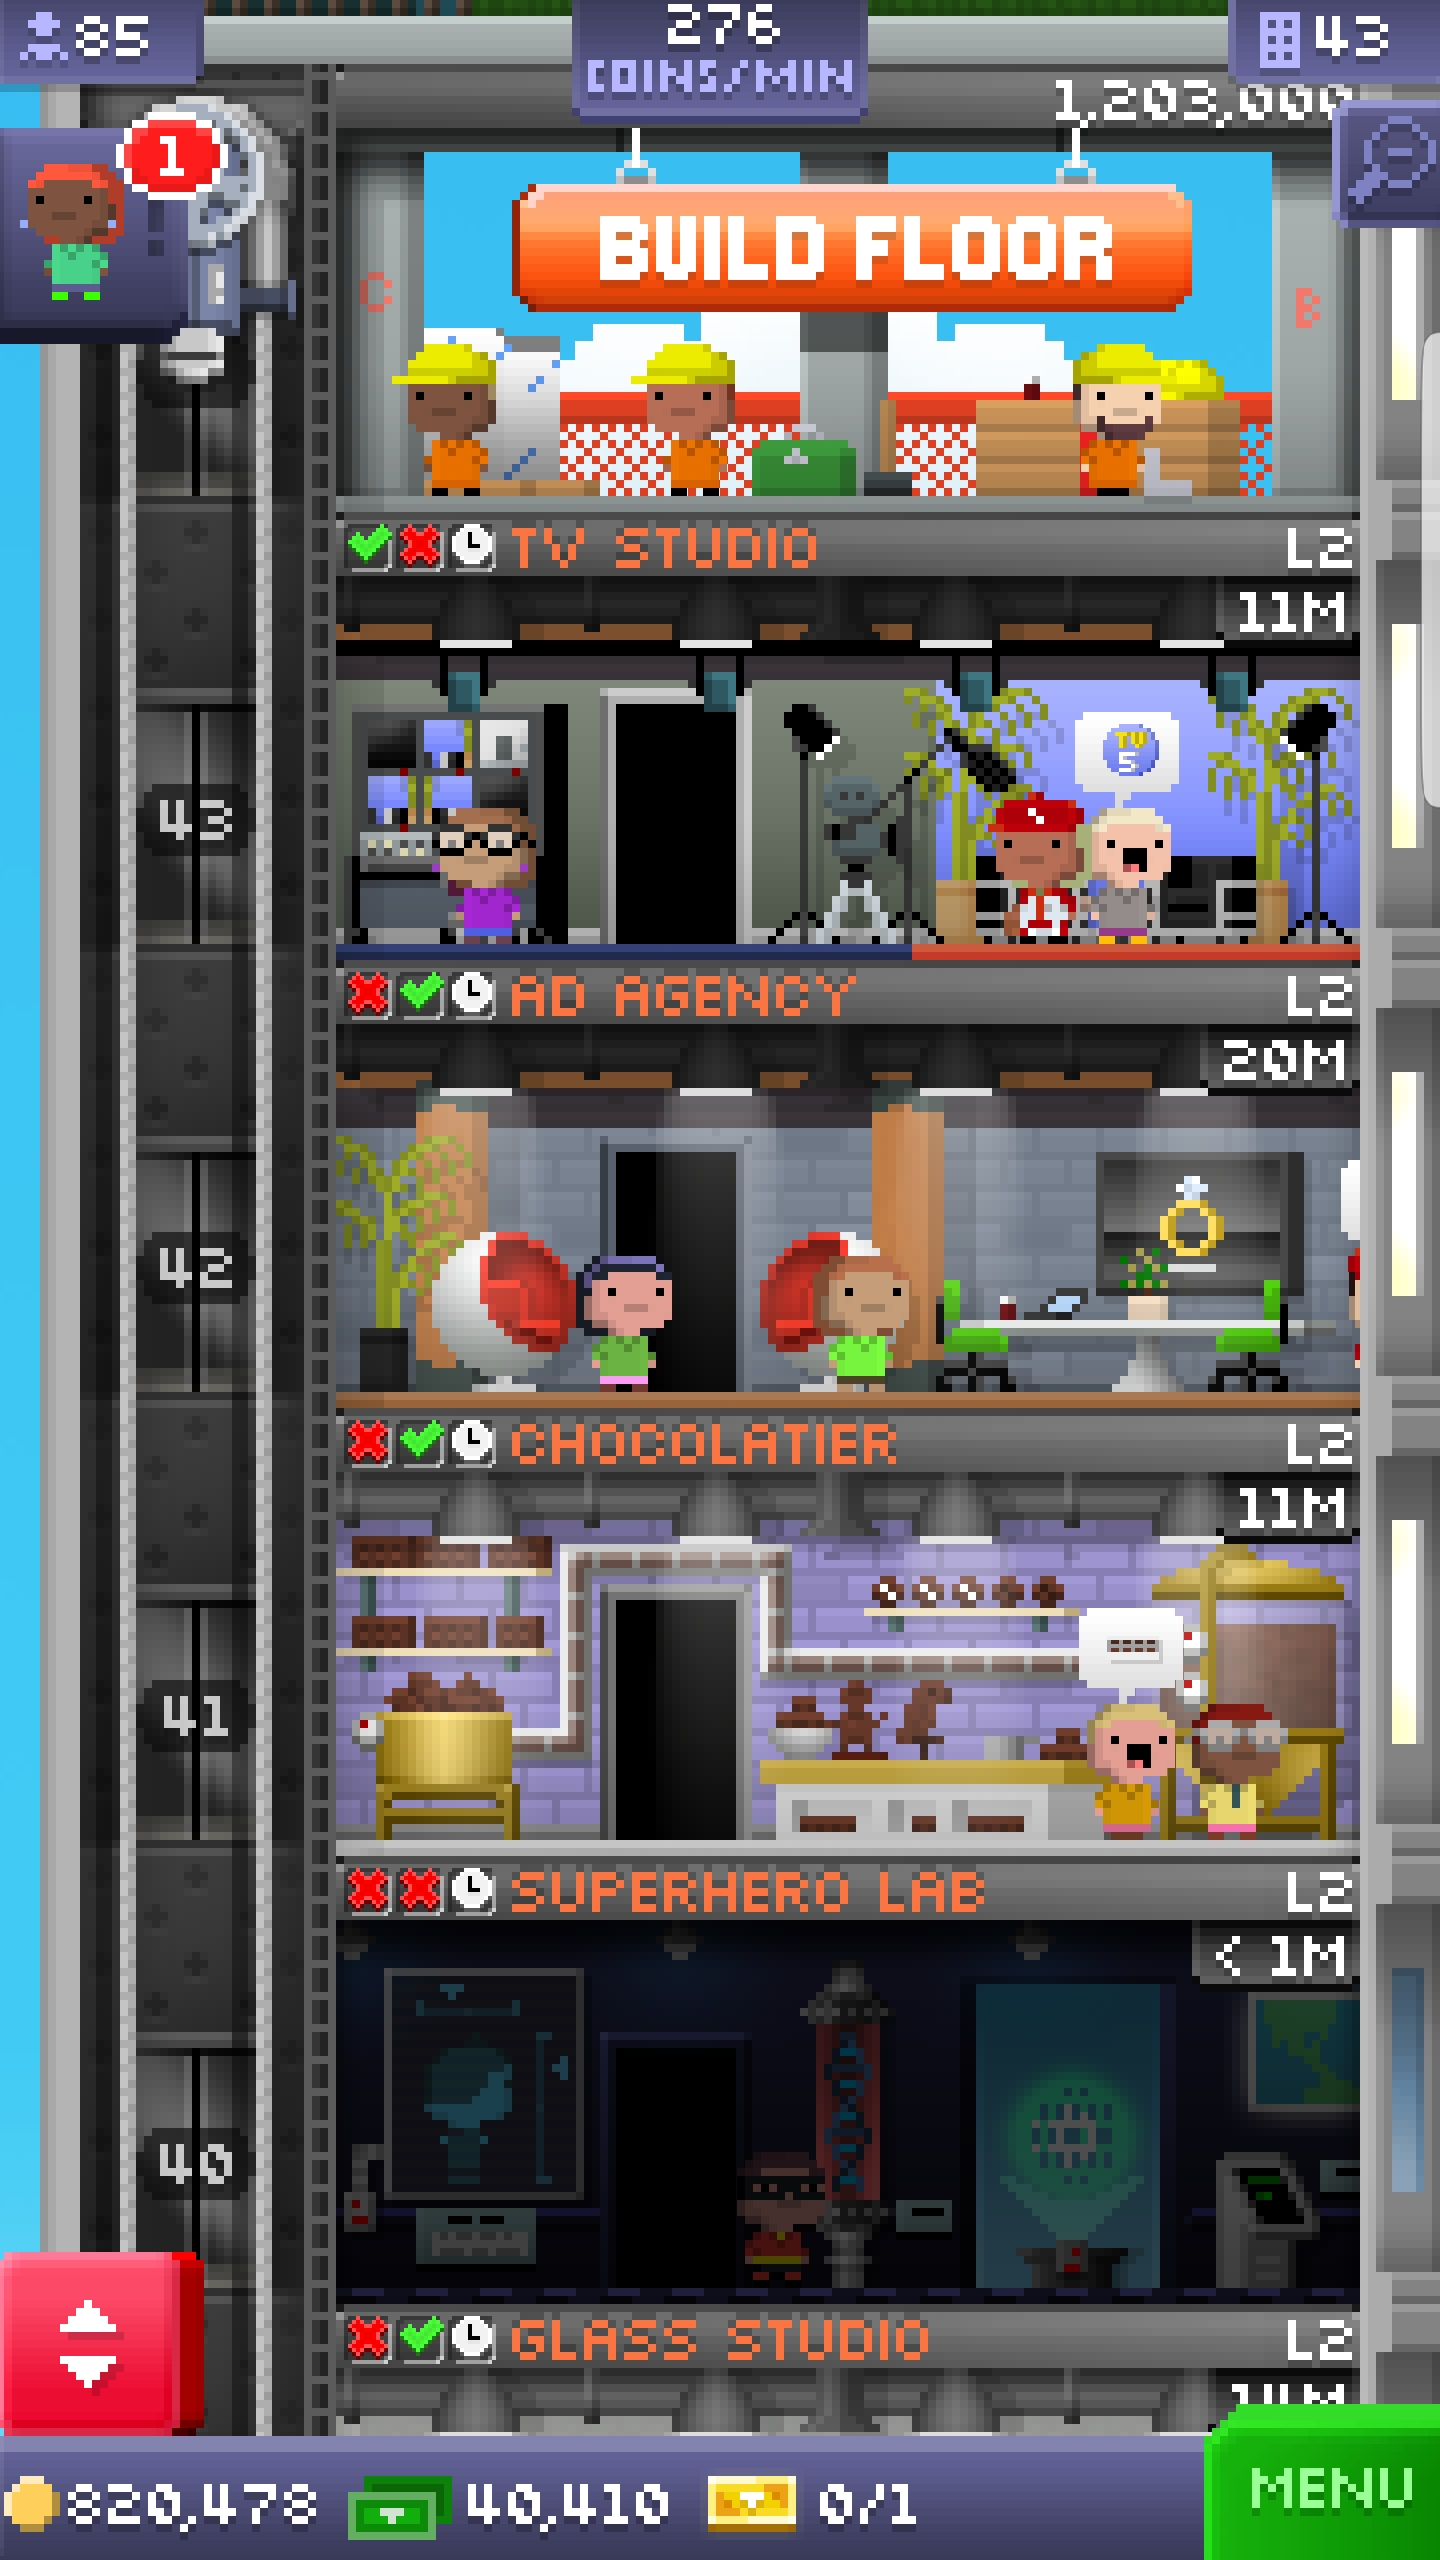 85
276
COINS/MIN
43
1,203,000
1
BUILD FLOOR
C
B
TV STUDIO
L2
11M
TV
5
43
AD AGENCY
L2
20M
42
CHOCOLATIER
L2
11M
41
SUPERHERO LAB
L2
< 1M
40
GLASS STUDIO
L2
820,478
40,410
0/1
MENU